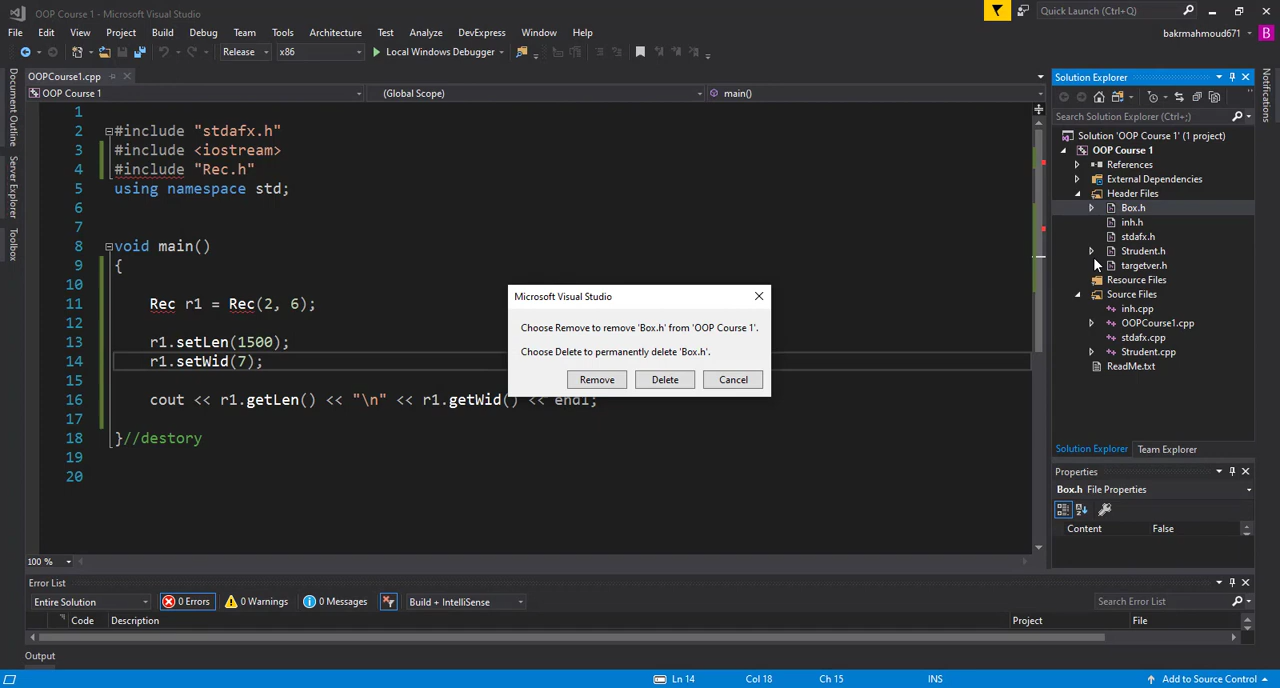 OOP Course 1 - Microsoft Visual Studio
Quick Launch (Ctrl+Q)
File Edit View Project Build Debug Team Tools Architecture Test Analyze DevExpress Window Help
bakrmahmoud671 B
Release x86 Local Windows Debugger
OOPCourse1.cpp
OOP Course 1 (Global Scope) main()
Document Outline
Server Explorer
Toolbox
1
2 #include "stdafx.h"
3 #include <iostream>
4 #include "Rec.h"
5 using namespace std;
6
7
8 void main()
9 {
10
11 Rec r1 = Rec(2, 6);
12
13 r1.setLen(1500);
14 r1.setWid(7);
15
16 cout << r1.getLen() << "\n" << r1.getWid() << endl;
17
18 }//destory
19
20
Microsoft Visual Studio
Choose Remove to remove 'Box.h' from 'OOP Course 1'.
Choose Delete to permanently delete 'Box.h'.
Remove Delete Cancel
Solution Explorer
Search Solution Explorer (Ctrl+;)
Solution 'OOP Course 1' (1 project)
OOP Course 1
References
External Dependencies
Header Files
Box.h
inh.h
stdafx.h
Strudent.h
targetver.h
Resource Files
Source Files
inh.cpp
OOPCourse1.cpp
stdafx.cpp
Strudent.cpp
ReadMe.txt
Solution Explorer Team Explorer
Properties
Box.h File Properties
Content False
Notifications
100 %
Error List
Entire Solution 0 Errors 0 Warnings 0 Messages Build + IntelliSense Search Error List
Code Description Project File
Output
Ln 14 Col 18 Ch 15 INS Add to Source Control